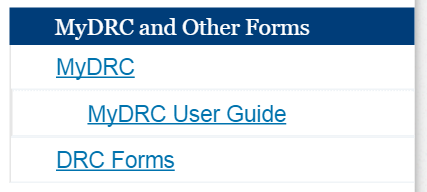 MyDRC and Other Forms
MyDRC
MyDRC User Guide
DRC Forms